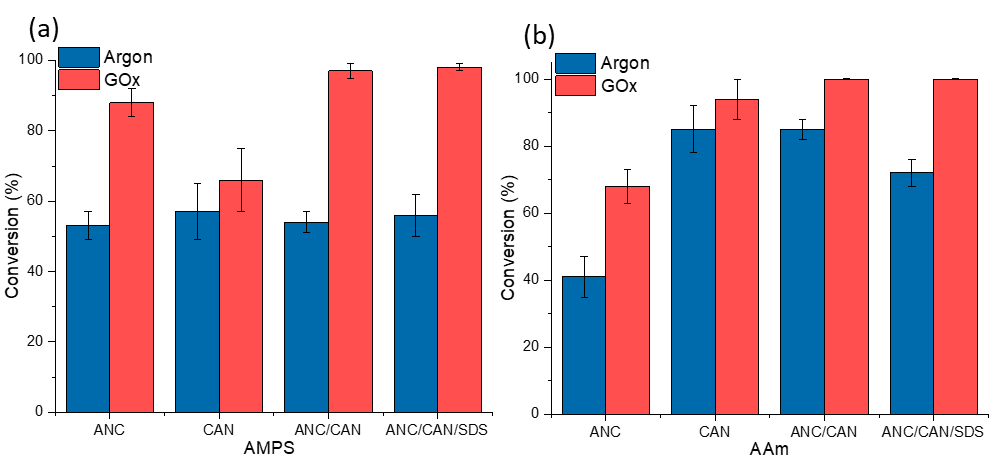 (a)
Argon
GOx
100
80
60
40
20
0
Conversion (%)
ANC CAN ANC/CAN ANC/CAN/SDS
AMPS
(b)
Argon
GOx
100
80
60
40
20
0
Conversion (%)
ANC CAN ANC/CAN ANC/CAN/SDS
AAm